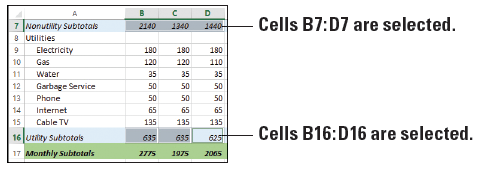 A B C D
7 Nonutility Subtotals 2140 1340 1440 Cells B7:D7 are selected.
8 Utilities
9 Electricity 180 180 180
10 Gas 120 120 110
11 Water 35 35 35
12 Garbage Service 50 50 50
13 Phone 50 50 50
14 Internet 65 65 65
15 Cable TV 135 135 135
16 Utility Subtotals 635 635 625 Cells B16:D16 are selected.
17 Monthly Subtotals 2775 1975 2065